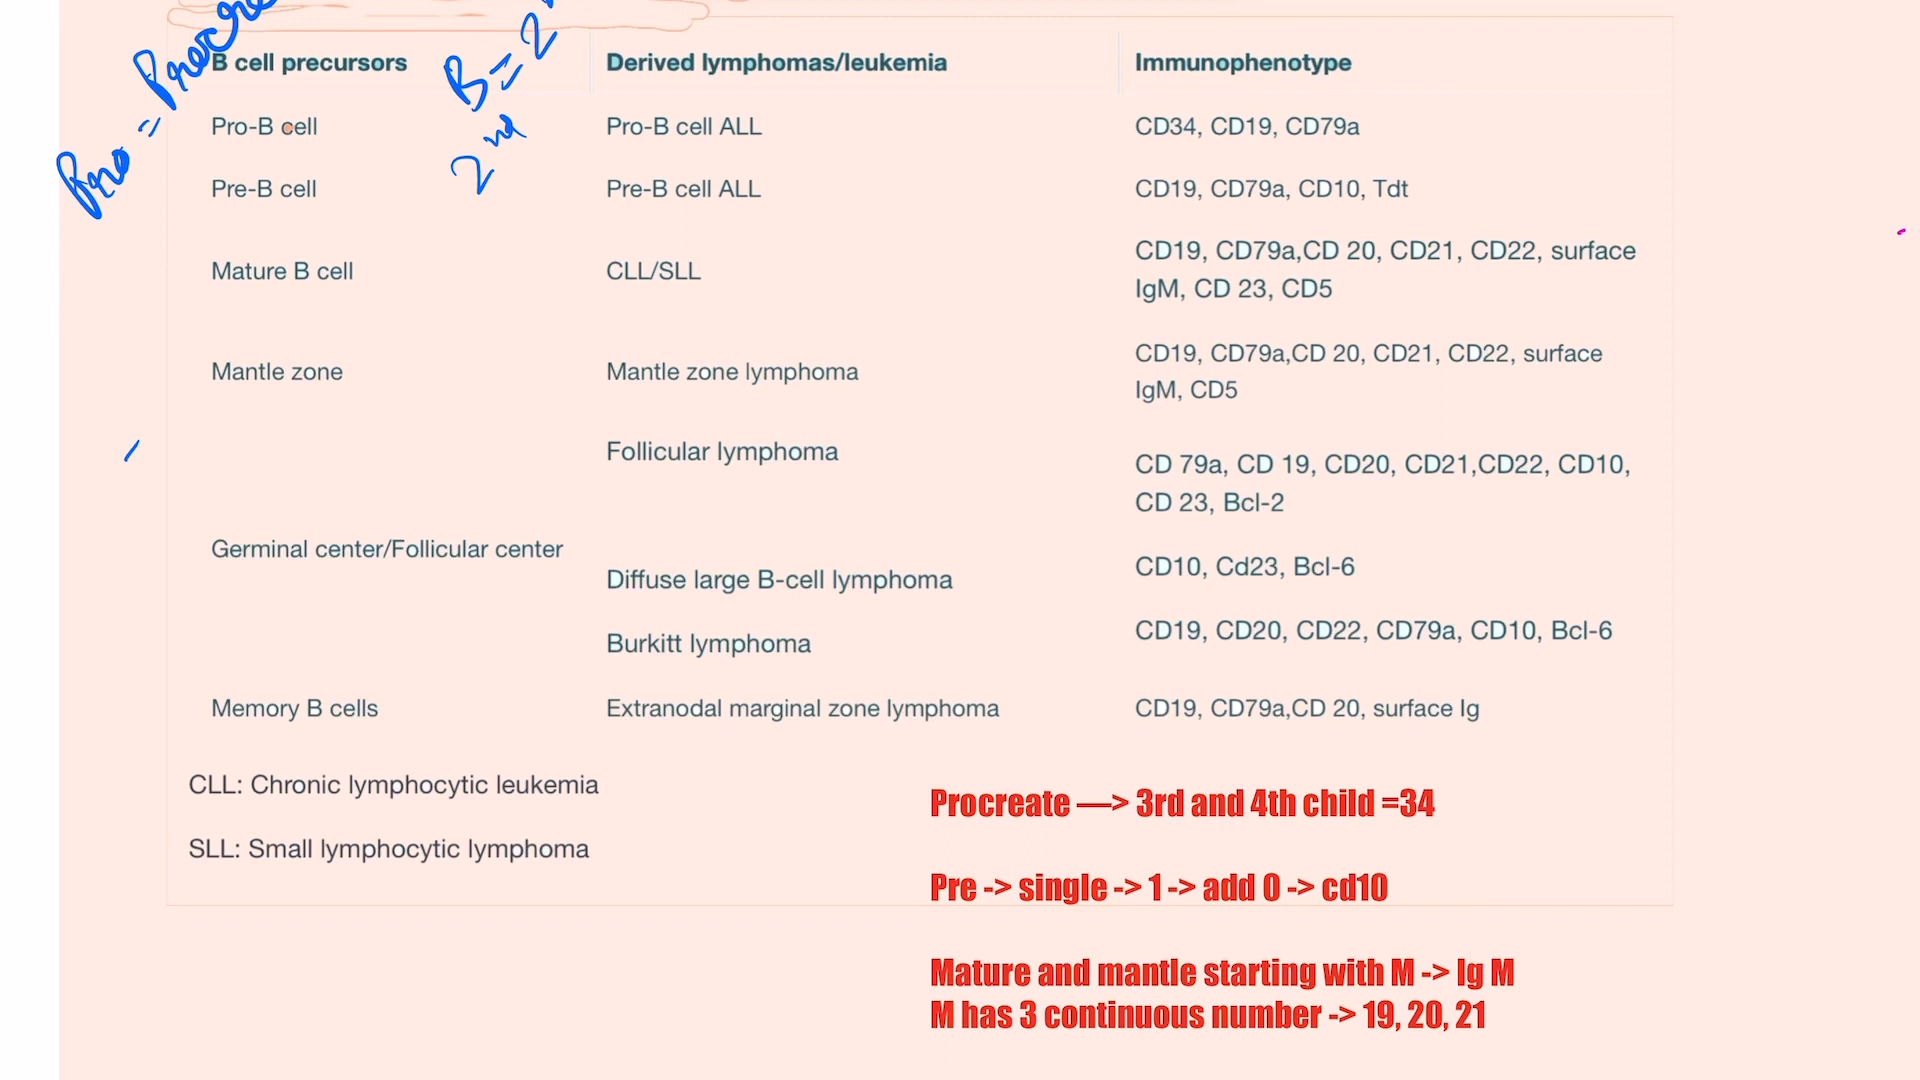 Pro = Procre
B = 2
2nd
B cell precursors Derived lymphomas/leukemia Immunophenotype
Pro-B cell Pro-B cell ALL CD34, CD19, CD79a
Pre-B cell Pre-B cell ALL CD19, CD79a, CD10, Tdt
Mature B cell CLL/SLL CD19, CD79a,CD 20, CD21, CD22, surface
IgM, CD 23, CD5
Mantle zone Mantle zone lymphoma CD19, CD79a,CD 20, CD21, CD22, surface
IgM, CD5
Germinal center/Follicular center
Follicular lymphoma CD 79a, CD 19, CD20, CD21,CD22, CD10,
CD 23, Bcl-2
Diffuse large B-cell lymphoma CD10, Cd23, Bcl-6
Burkitt lymphoma CD19, CD20, CD22, CD79a, CD10, Bcl-6
Memory B cells Extranodal marginal zone lymphoma CD19, CD79a,CD 20, surface Ig
CLL: Chronic lymphocytic leukemia
SLL: Small lymphocytic lymphoma
Procreate —> 3rd and 4th child =34
Pre -> single -> 1 -> add 0 -> cd10
Mature and mantle starting with M -> Ig M
M has 3 continuous number -> 19, 20, 21